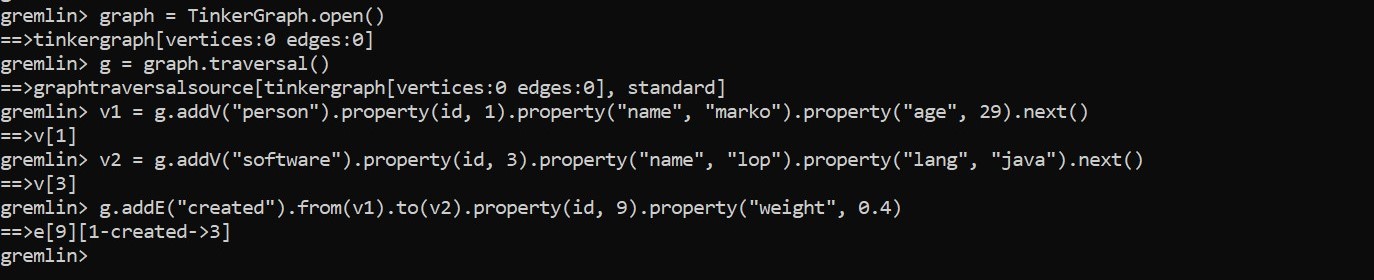 gremlin> graph = TinkerGraph.open()
==>tinkergraph[vertices:0 edges:0]
gremlin> g = graph.traversal()
==>graphtraversalsource[tinkergraph[vertices:0 edges:0], standard]
gremlin> v1 = g.addV("person").property(id, 1).property("name", "marko").property("age", 29).next()
==>v[1]
gremlin> v2 = g.addV("software").property(id, 3).property("name", "lop").property("lang", "java").next()
==>v[3]
gremlin> g.addE("created").from(v1).to(v2).property(id, 9).property("weight", 0.4)
==>e[9][1-created->3]
gremlin>